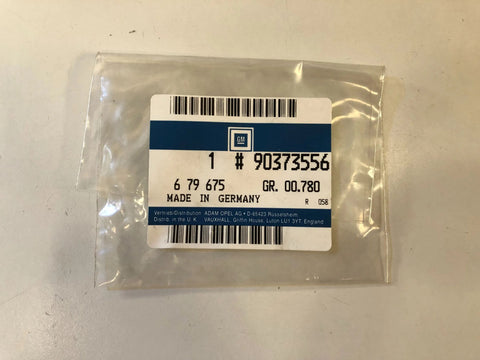 GM
1 # 90373556
6 79 675 GR. 00.780
MADE IN GERMANY R 058
Vertrieb-Distribution ADAM OPEL AG • D-65423 Rüsselsheim
Distrib. in the U.K. VAUXHALL, Griffin House, Luton LU1 3YT, England